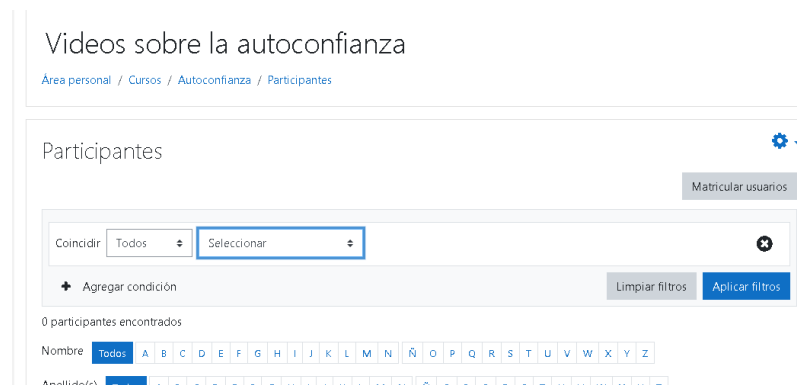 Videos sobre la autoconfianza
Área personal / Cursos / Autoconfianza / Participantes
Participantes
Matricular usuarios
Coincidir Todos Seleccionar
Agregar condición Limpiar filtros Aplicar filtros
0 participantes encontrados
Nombre Todos A B C D E F G H I J K L M N Ñ O P Q R S T U V W X Y Z
Apellido(s)